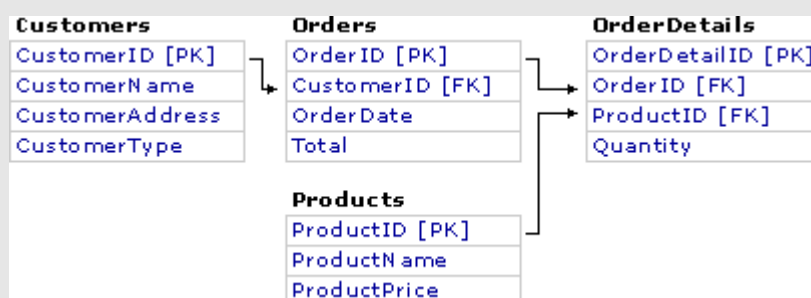 Customers
CustomerID [PK]
CustomerName
CustomerAddress
CustomerType
Orders
OrderID [PK]
CustomerID [FK]
OrderDate
Total
OrderDetails
OrderDetailID [PK]
OrderID [FK]
ProductID [FK]
Quantity
Products
ProductID [PK]
ProductName
ProductPrice